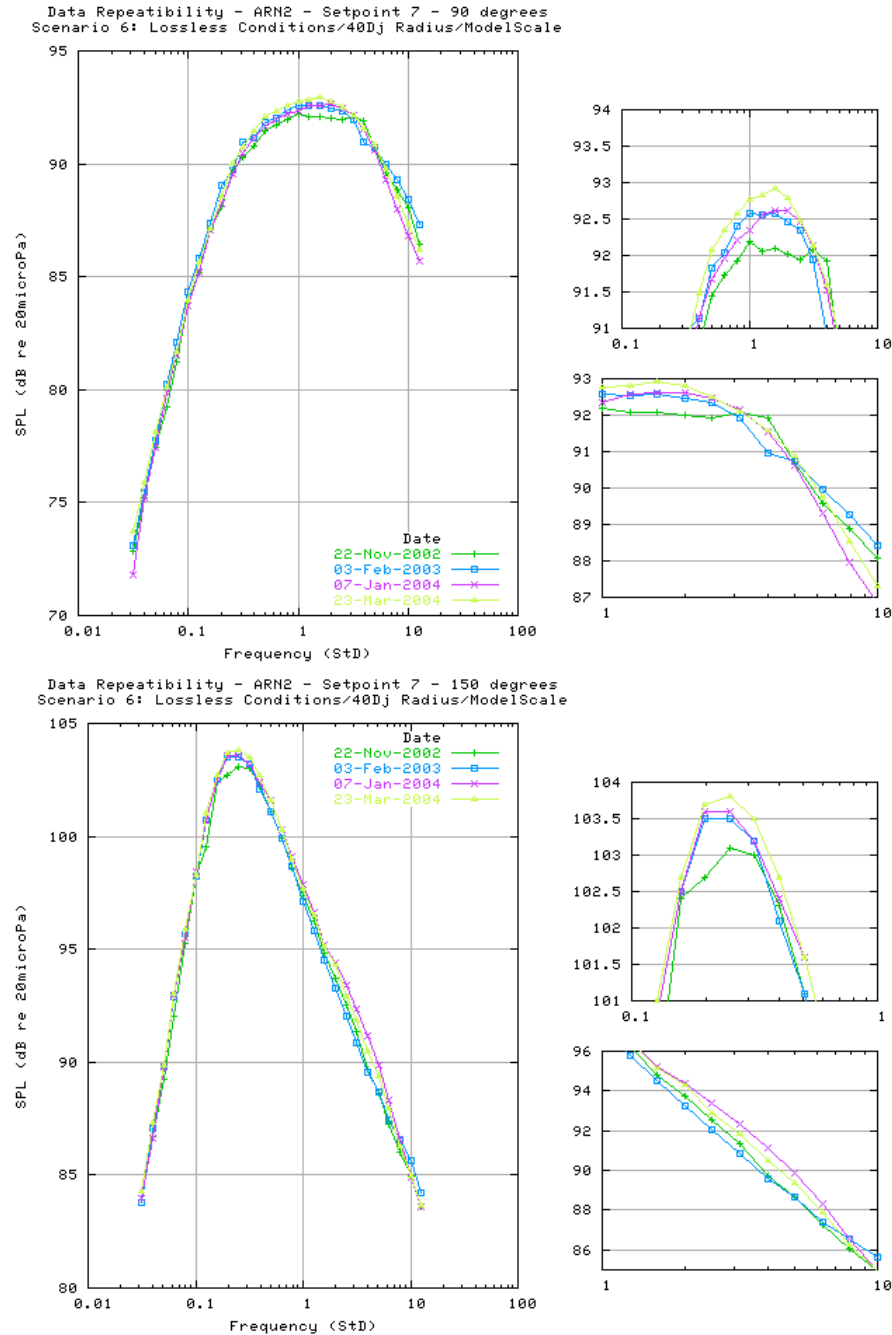 Data Repeatibility - ARN2 - Setpoint 7 - 90 degrees
Scenario 6: Lossless Conditions/40Dj Radius/ModelScale
95
90
85
80
75
70
SPL (dB re 20microPa)
0.01 0.1 1 10 100
Frequency (StD)
Date
22-Nov-2002
03-Feb-2003
07-Jan-2004
23-Mar-2004
94
93
92.5
92
91.5
91
0.1 1 10
93
92
91
90
89
88
87
1 10
Data Repeatibility - ARN2 - Setpoint 7 - 150 degrees
Scenario 6: Lossless Conditions/40Dj Radius/ModelScale
105
100
95
90
85
80
SPL (dB re 20microPa)
0.01 0.1 1 10 100
Frequency (StD)
Date
22-Nov-2002
03-Feb-2003
07-Jan-2004
23-Mar-2004
104
103.5
103
102.5
102
101.5
101
0.1 1
96
94
92
90
88
86
1 10